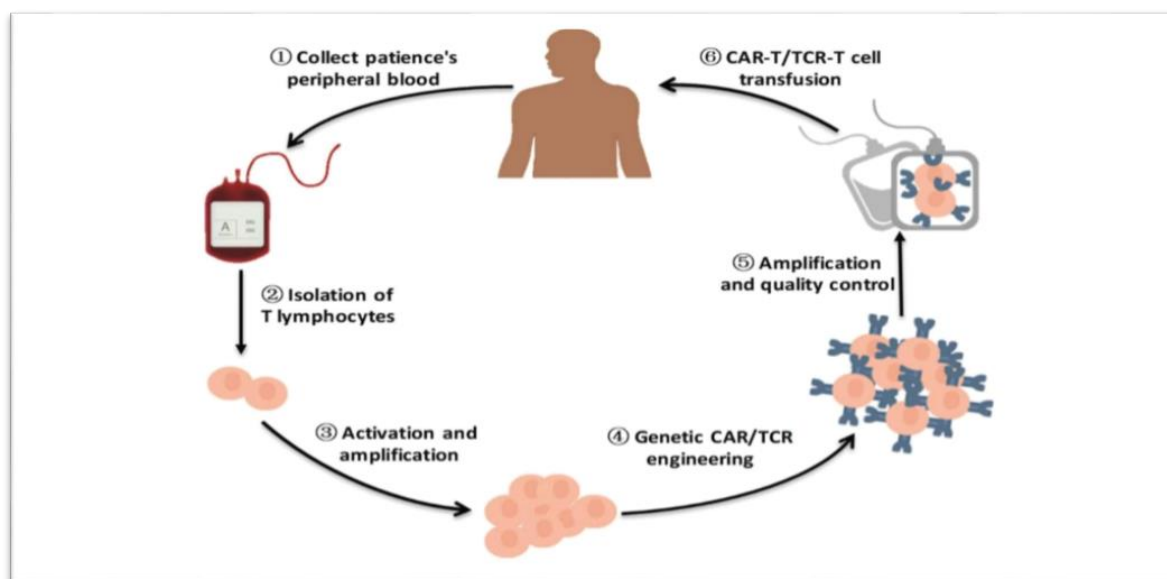 ① Collect patience's
peripheral blood
⑥ CAR-T/TCR-T cell
transfusion
A
② Isolation of
T lymphocytes
⑤ Amplification
and quality control
③ Activation and
amplification
④ Genetic CAR/TCR
engineering